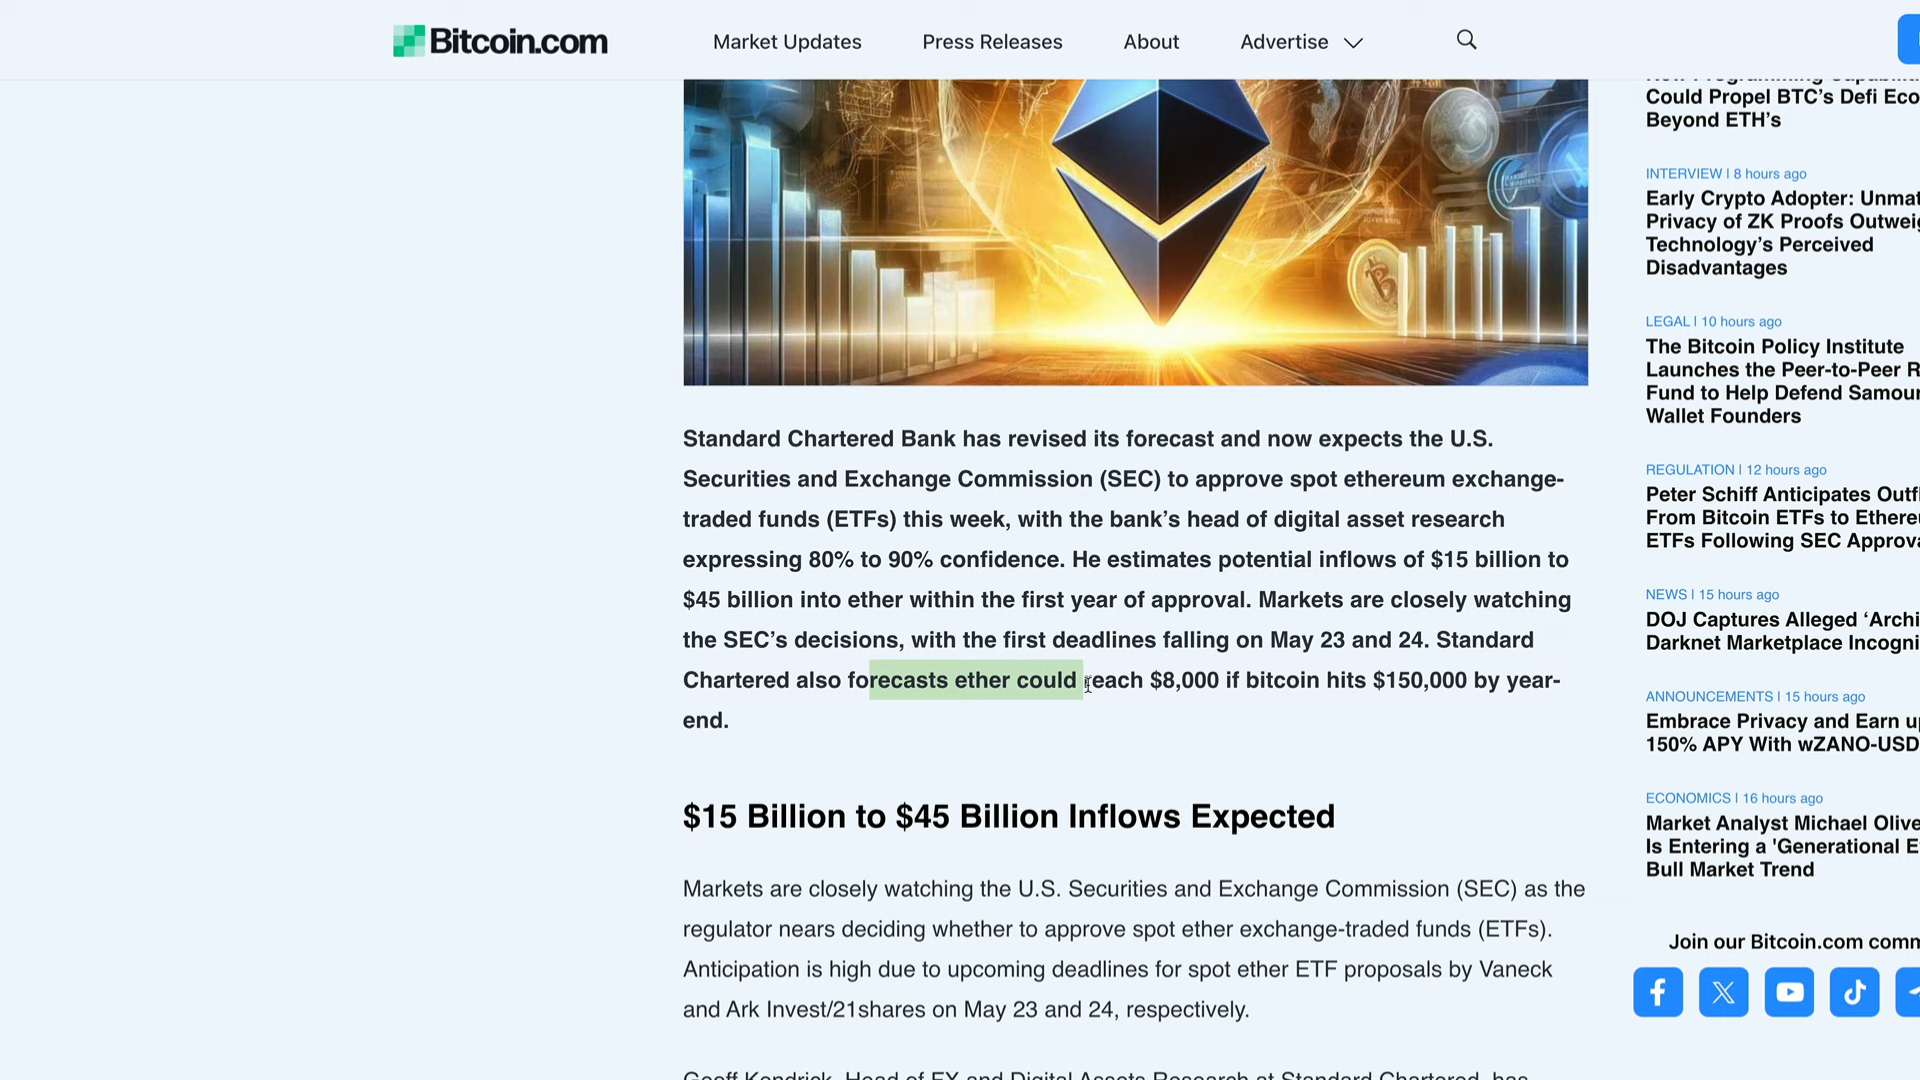 Bitcoin.com
Market Updates
Press Releases
About
Advertise
Standard Chartered Bank has revised its forecast and now expects the U.S.
Securities and Exchange Commission (SEC) to approve spot ethereum exchange-
traded funds (ETFs) this week, with the bank’s head of digital asset research
expressing 80% to 90% confidence. He estimates potential inflows of $15 billion to
$45 billion into ether within the first year of approval. Markets are closely watching
the SEC’s decisions, with the first deadlines falling on May 23 and 24. Standard
Chartered also forecasts ether could reach $8,000 if bitcoin hits $150,000 by year-
end.
$15 Billion to $45 Billion Inflows Expected
Markets are closely watching the U.S. Securities and Exchange Commission (SEC) as the
regulator nears deciding whether to approve spot ether exchange-traded funds (ETFs).
Anticipation is high due to upcoming deadlines for spot ether ETF proposals by Vaneck
and Ark Invest/21shares on May 23 and 24, respectively.
Geoff Kendrick, Head of FX and Digital Assets Research at Standard Chartered, has
Could Propel BTC’s Defi Eco
Beyond ETH’s
INTERVIEW | 8 hours ago
Early Crypto Adopter: Unmat
Privacy of ZK Proofs Outweig
Technology’s Perceived
Disadvantages
LEGAL | 10 hours ago
The Bitcoin Policy Institute
Launches the Peer-to-Peer R
Fund to Help Defend Samour
Wallet Founders
REGULATION | 12 hours ago
Peter Schiff Anticipates Outfl
From Bitcoin ETFs to Ethereu
ETFs Following SEC Approva
NEWS | 15 hours ago
DOJ Captures Alleged ‘Archi
Darknet Marketplace Incogni
ANNOUNCEMENTS | 15 hours ago
Embrace Privacy and Earn up
150% APY With wZANO-USD
ECONOMICS | 16 hours ago
Market Analyst Michael Olive
Is Entering a 'Generational E
Bull Market Trend
Join our Bitcoin.com comm